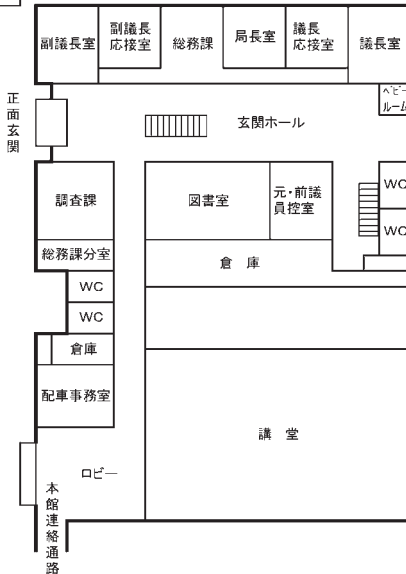 副議長室
副議長
応接室
総務課
局長室
議長
応接室
議長室
正面玄関
玄関ホール
ベビー
ルーム
調査課
図書室
元・前議
員控室
WC
WC
総務課分室
倉庫
WC
WC
倉庫
配車事務室
講堂
ロビー
本館連絡通路